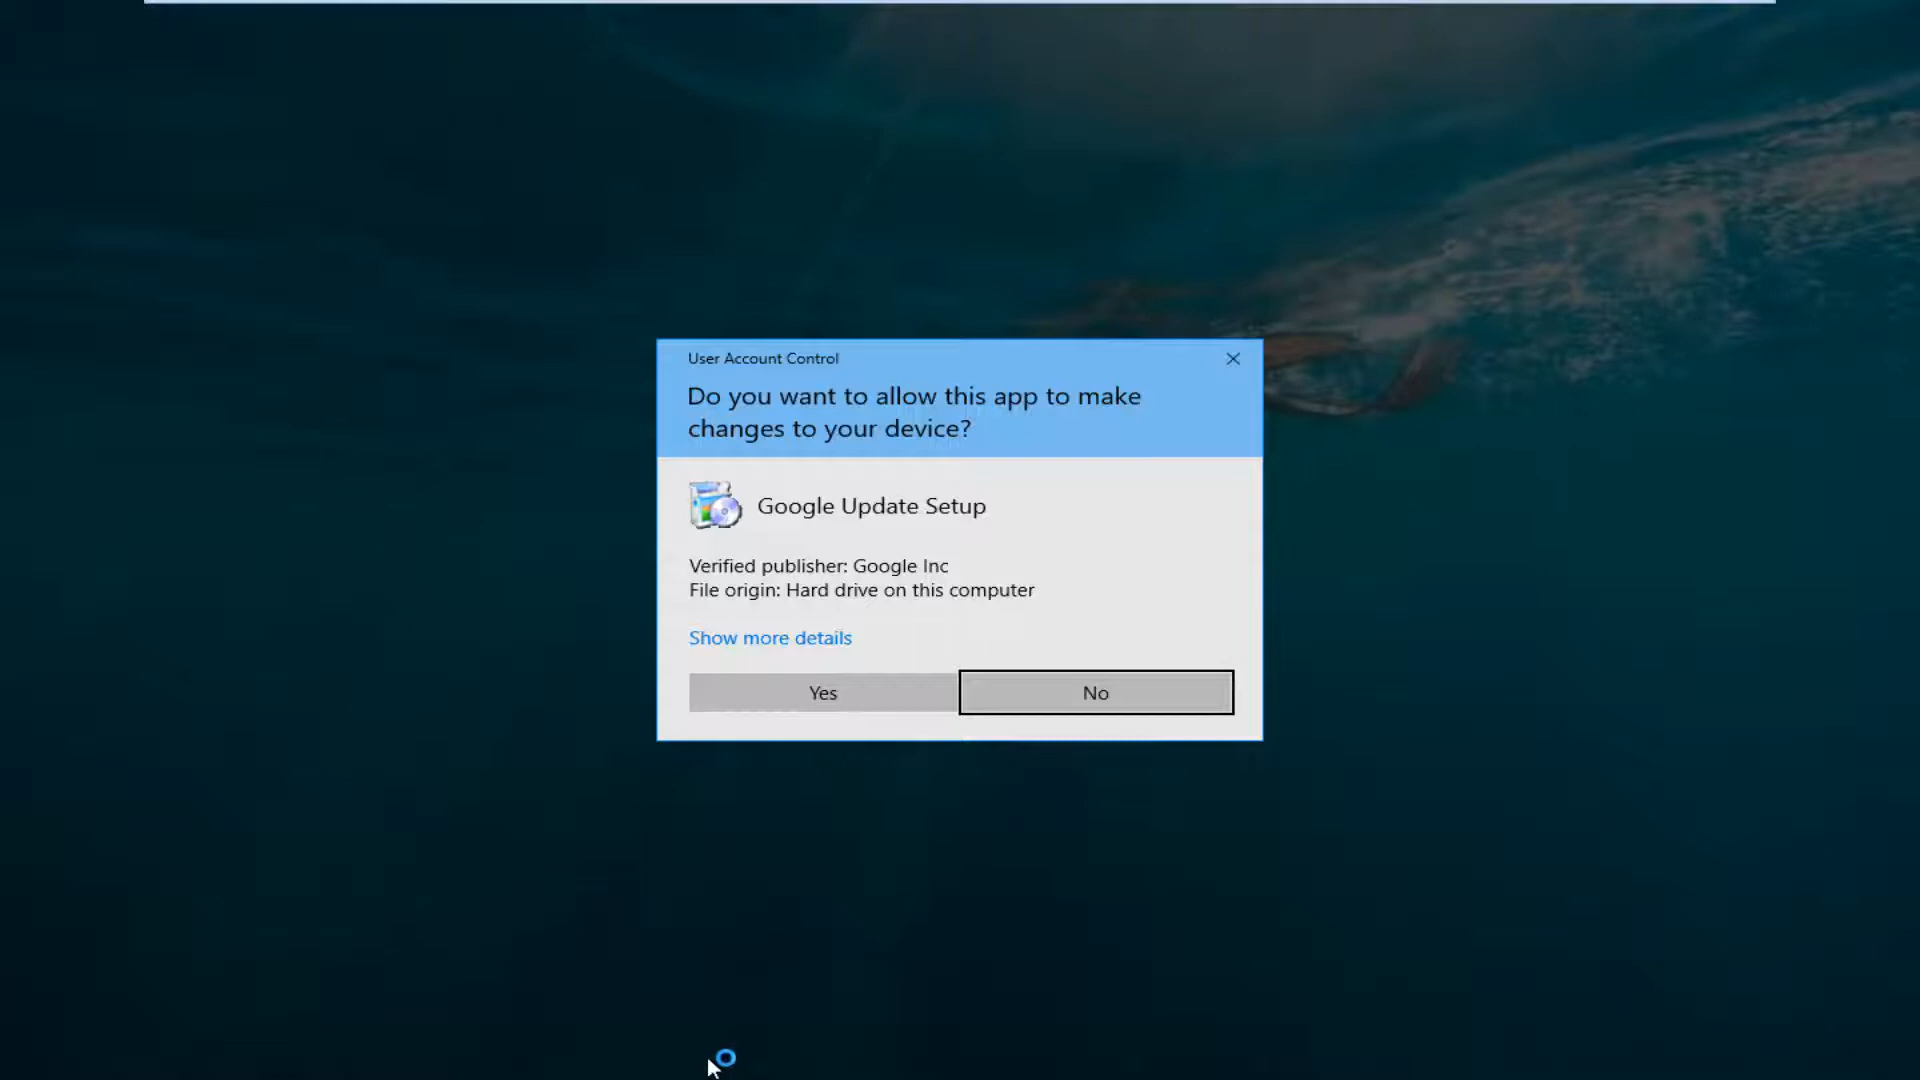 User Account Control
Do you want to allow this app to make
changes to your device?
Google Update Setup
Verified publisher: Google Inc
File origin: Hard drive on this computer
Show more details
Yes
No